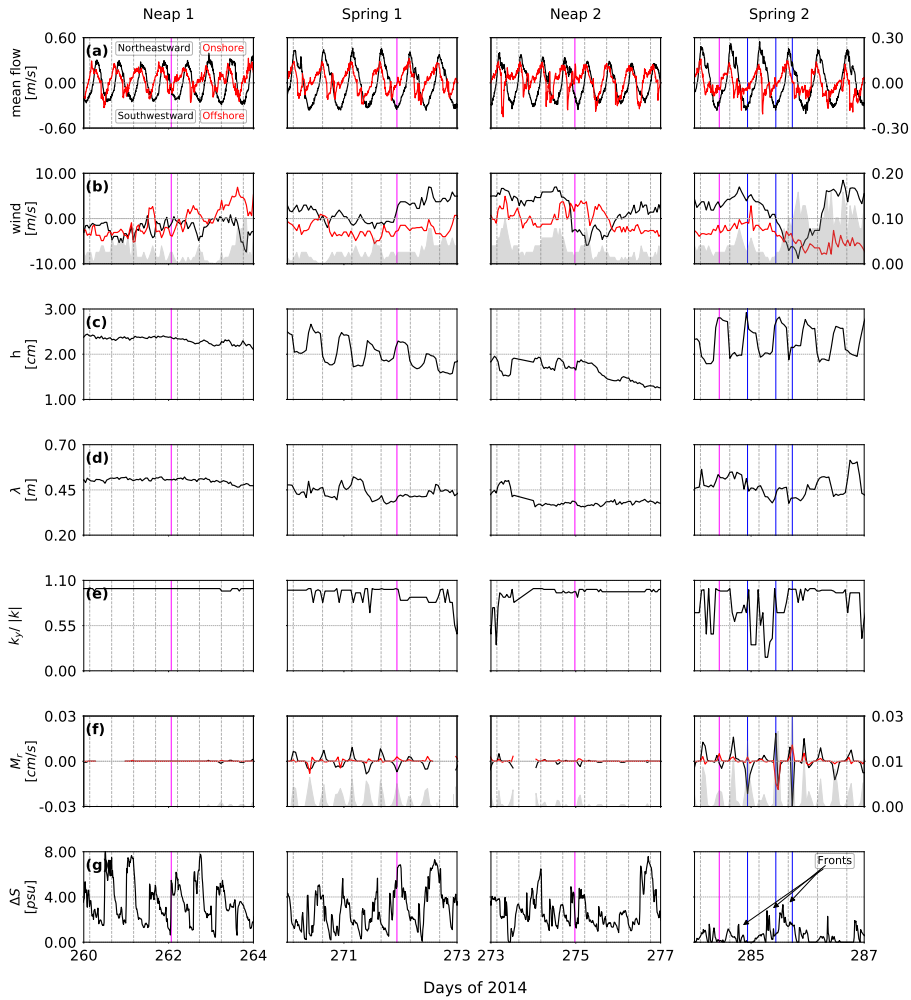 Neap 1 Spring 1 Neap 2 Spring 2
0.60 (a) Northeastward Onshore 0.30
mean flow
[m/s]
0.00 0.00
-0.60 Southwestward Offshore -0.30
10.00 (b) 0.20
wind
[m/s]
0.00 0.10
-10.00 0.00
3.00 (c)
h
[cm]
2.00
1.00
0.70 (d)
λ
[m]
0.45
0.20
1.10 (e)
k_y/ |k|
0.55
0.00
0.03 (f) 0.03
M_r
[cm/s]
0.00 0.01
-0.03 0.00
8.00 (g) Fronts
ΔS
[psu]
4.00
0.00
260 262 264 271 273 273 275 277 285 287
Days of 2014